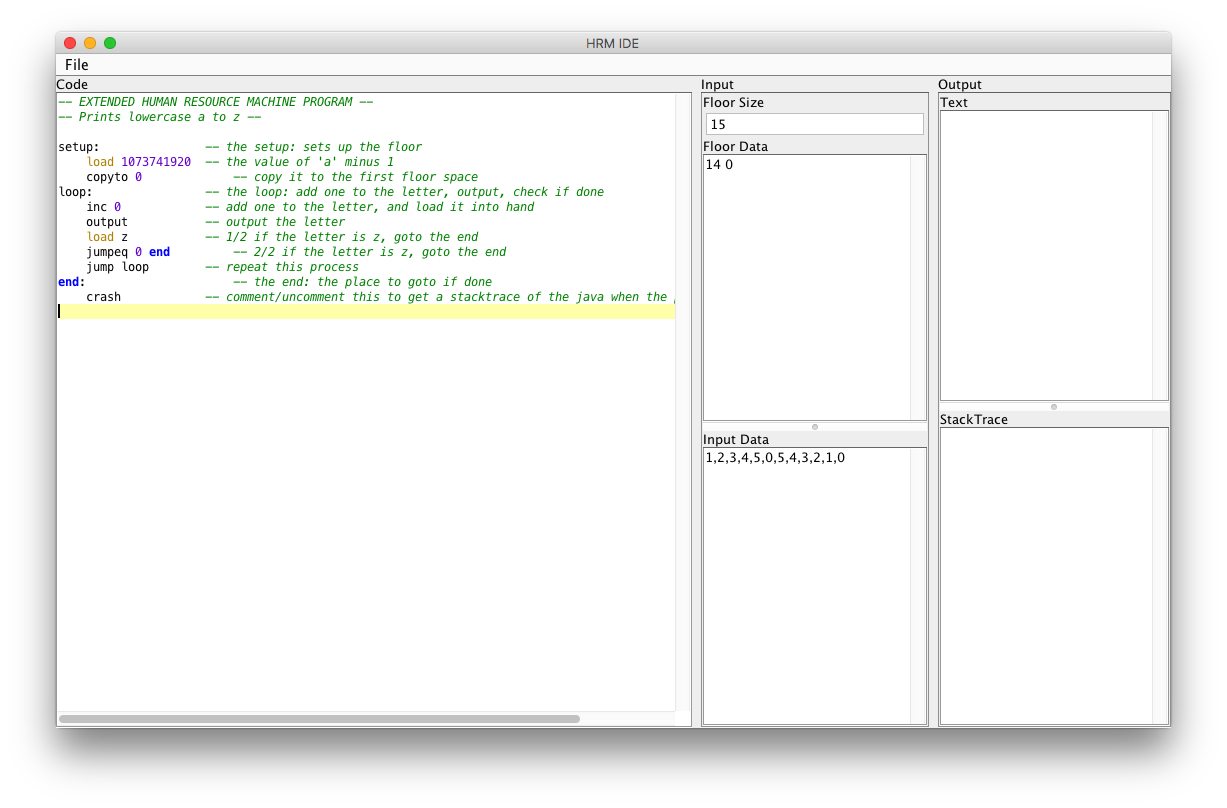 HRM IDE
File
Code
-- EXTENDED HUMAN RESOURCE MACHINE PROGRAM --
-- Prints lowercase a to z --
setup: -- the setup: sets up the floor
load 1073741920 -- the value of 'a' minus 1
copyto 0 -- copy it to the first floor space
loop: -- the loop: add one to the letter, output, check if done
inc 0 -- add one to the letter, and load it into hand
output -- output the letter
load z -- 1/2 if the letter is z, goto the end
jumpeq 0 end -- 2/2 if the letter is z, goto the end
jump loop -- repeat this process
end: -- the end: the place to goto if done
crash -- comment/uncomment this to get a stacktrace of the java when the
Input
Floor Size
15
Floor Data
14 0
Input Data
1,2,3,4,5,0,5,4,3,2,1,0
Output
Text
StackTrace